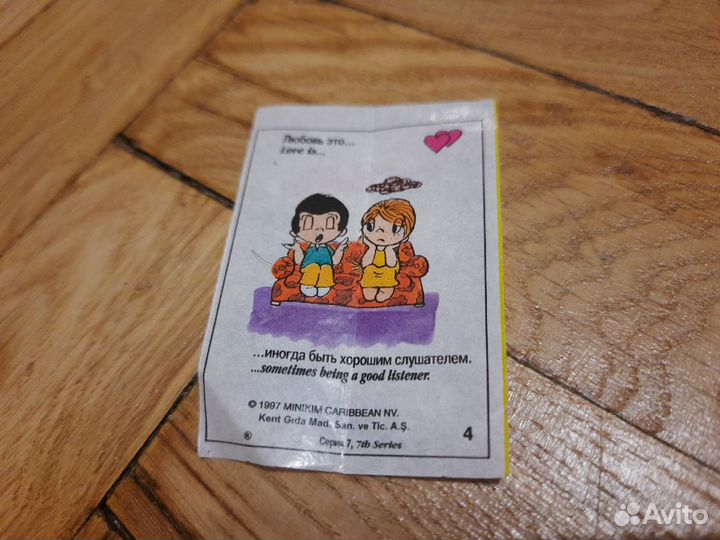 Любовь это...
Love is...
...иногда быть хорошим слушателем.
...sometimes being a good listener.
© 1997 MINIKIM CARIBBEAN NV.
Kent Gıda Mad. San. ve Tic. A.Ş.
® Серия 7, 7th Series 4
Avito